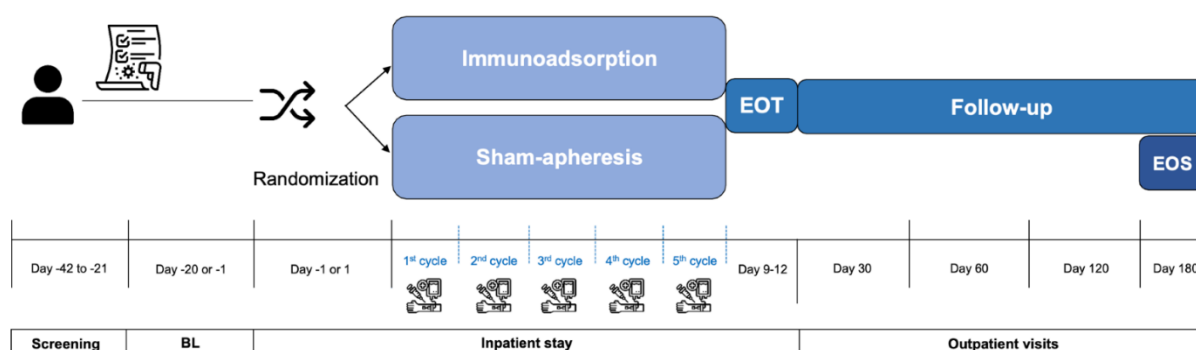 Immunoadsorption
EOT
Follow-up
Sham-apheresis
EOS
Randomization
Day -42 to -21
Day -20 or -1
Day -1 or 1
1st cycle
2nd cycle
3rd cycle
4th cycle
5th cycle
Day 9-12
Day 30
Day 60
Day 120
Day 180
Screening
BL
Inpatient stay
Outpatient visits